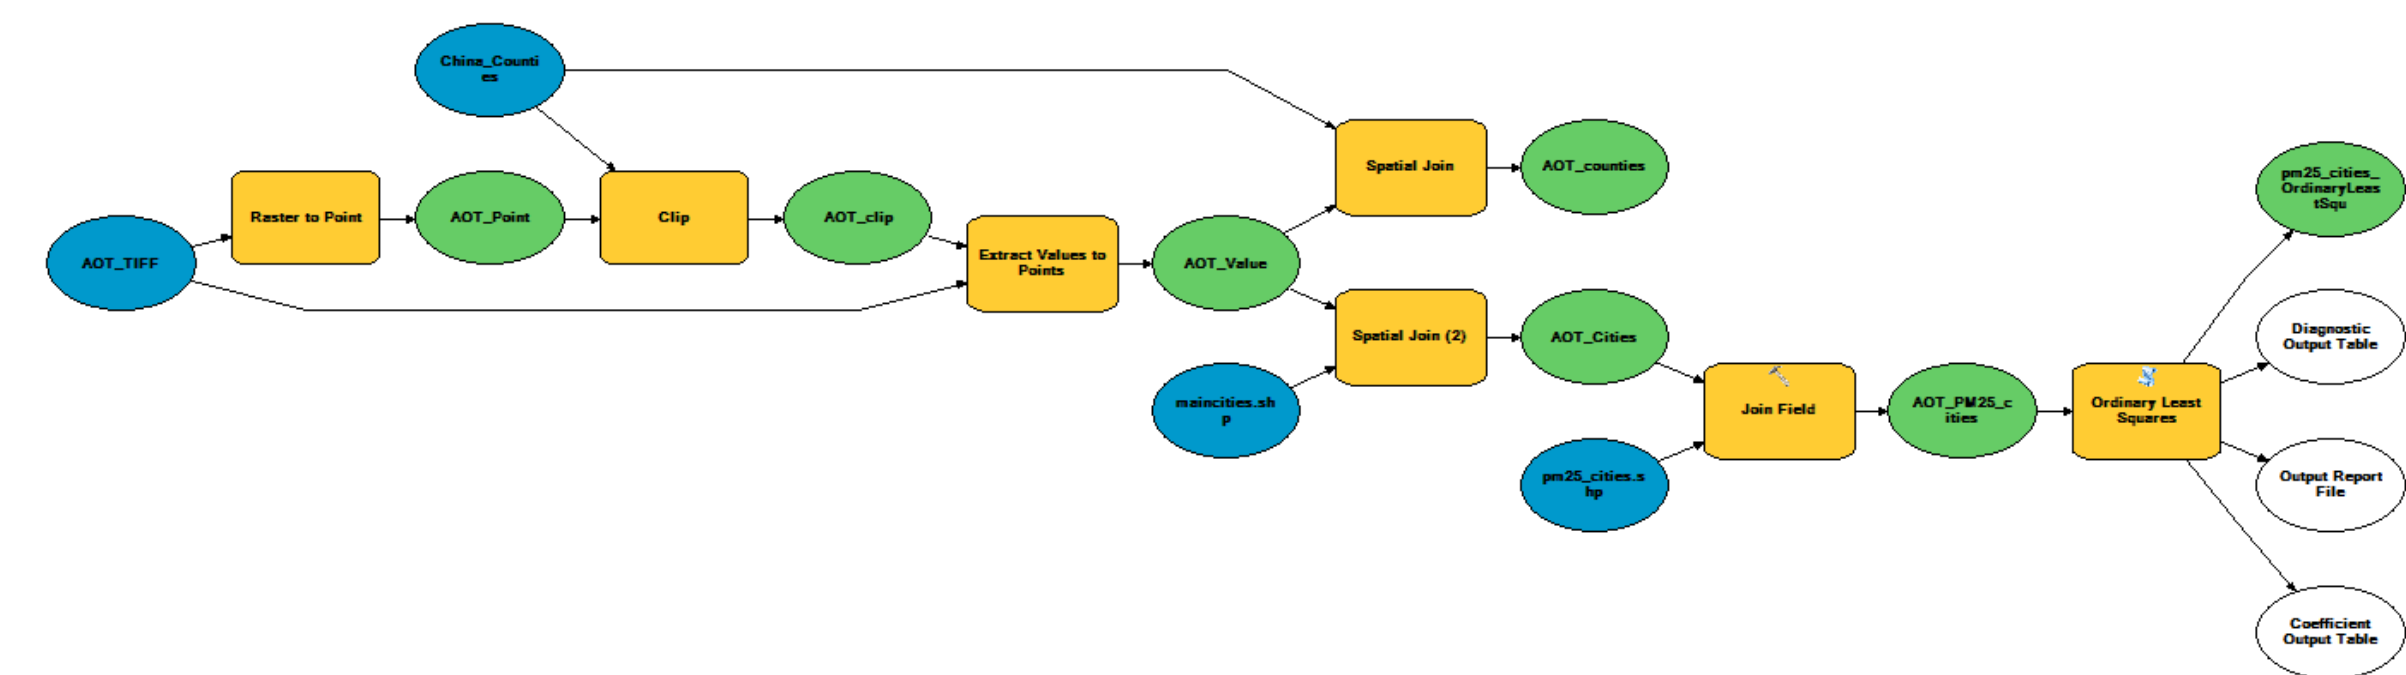 China_Counti
es
Spatial Join
AOT_counties
pm25_cities_
OrdinaryLeas
tSqu
Raster to Point
AOT_Point
Clip
AOT_clip
AOT_TIFF
Extract Values to
Points
AOT_Value
Spatial Join (2)
AOT_Cities
Diagnostic
Output Table
maincities.sh
p
Join Field
AOT_PM25_c
ities
Ordinary Least
Squares
pm25_cities.s
hp
Output Report
File
Coefficient
Output Table